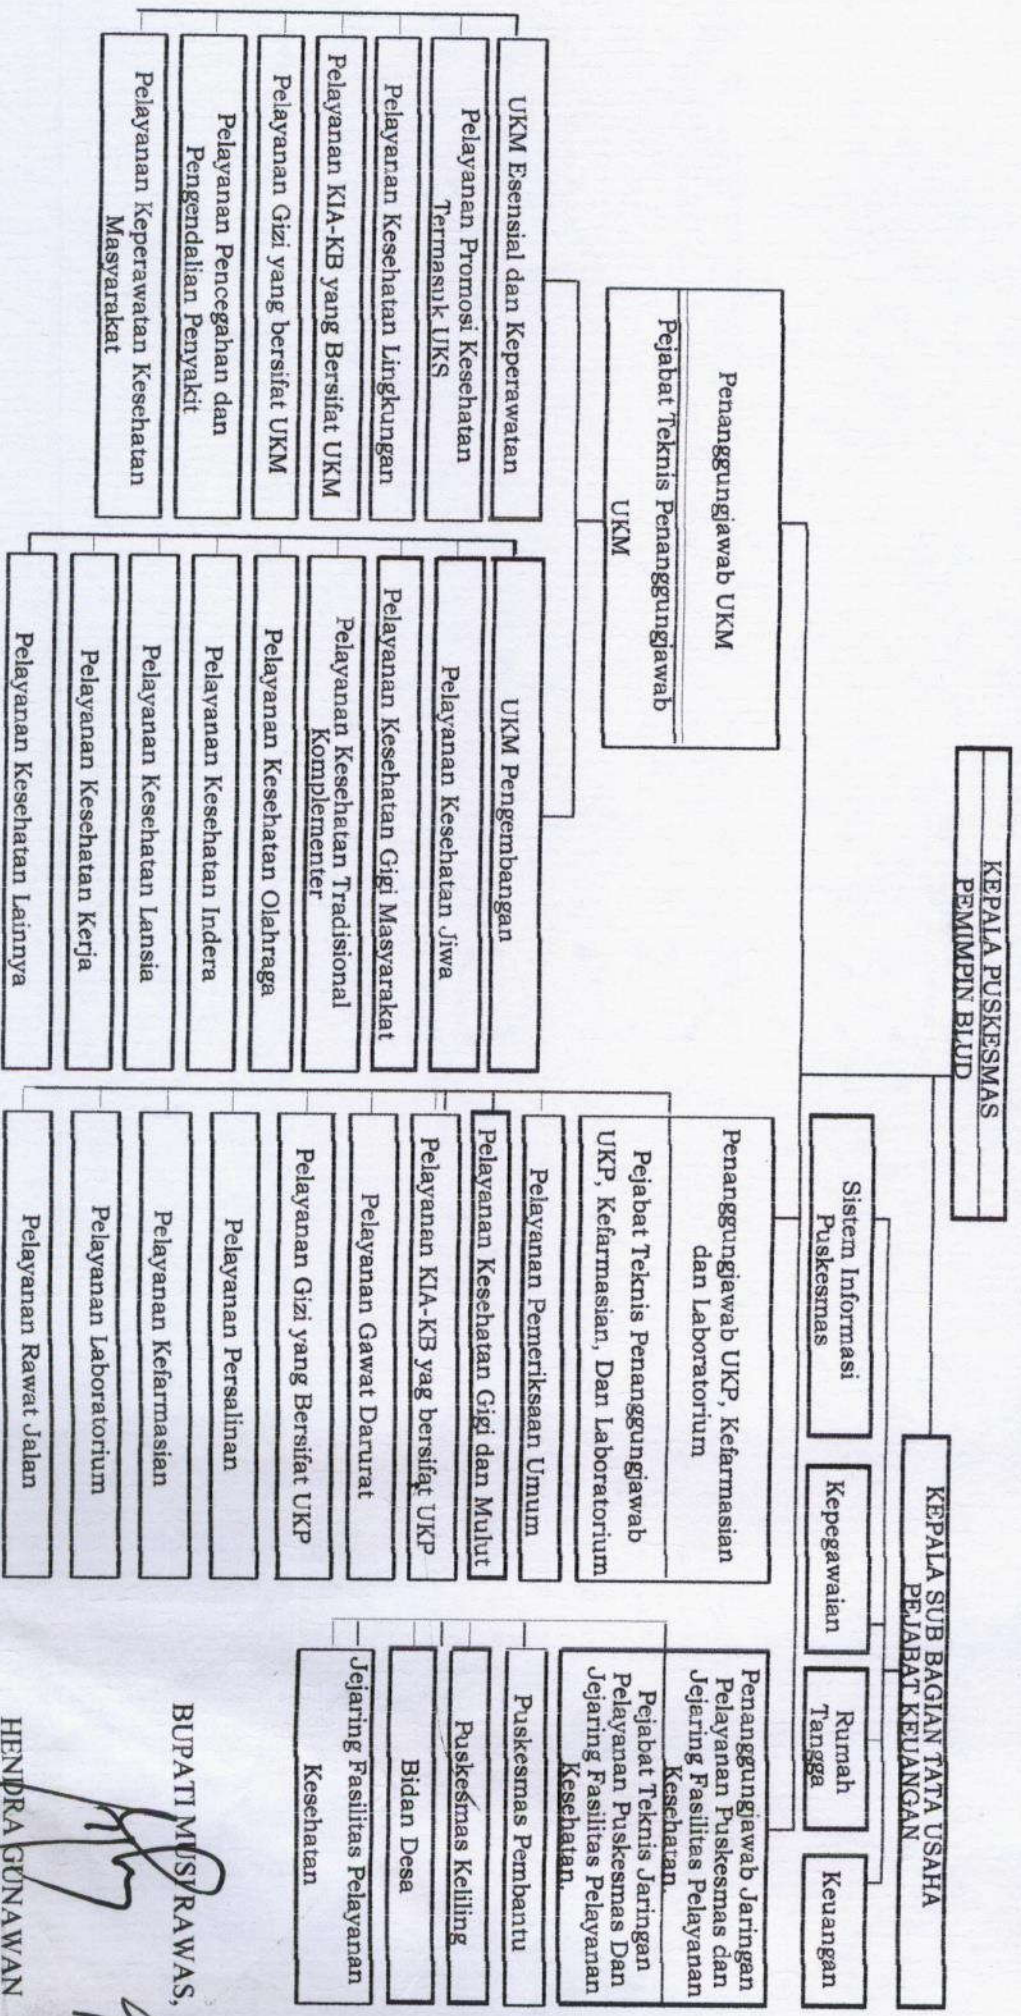 KEPALA PUSKESMAS
PEMIMPIN BLUD
KEPALA SUB BAGIAN TATA USAHA
PEJABAT KEUANGAN
Sistem Informasi
Puskesmas
Kepegawaian
Rumah
Tangga
Keuangan
Penanggungjawab UKM
Pejabat Teknis Penanggungjawab
UKM
UKM Esensial dan Keperawatan
Pelayanan Promosi Kesehatan
Termasuk UKS
Pelayanan Kesehatan Lingkungan
Pelayanan KIA-KB yang Bersifat UKM
Pelayanan Gizi yang bersifat UKM
Pelayanan Pencegahan dan
Pengendalian Penyakit
Pelayanan Keperawatan Kesehatan
Masyarakat
UKM Pengembangan
Pelayanan Kesehatan Jiwa
Pelayanan Kesehatan Gigi Masyarakat
Pelayanan Kesehatan Tradisional
Komplementer
Pelayanan Kesehatan Olahraga
Pelayanan Kesehatan Indera
Pelayanan Kesehatan Lansia
Pelayanan Kesehatan Kerja
Pelayanan Kesehatan Lainnya
Penanggungjawab UKP, Kefarmasian
dan Laboratorium
Pejabat Teknis Penanggungjawab
UKP, Kefarmasian, Dan Laboratorium
Pelayanan Pemeriksaan Umum
Pelayanan Kesehatan Gigi dan Mulut
Pelayanan KIA-KB yag bersifat UKP
Pelayanan Gawat Darurat
Pelayanan Gizi yang Bersifat UKP
Pelayanan Persalinan
Pelayanan Kefarmasian
Pelayanan Laboratorium
Pelayanan Rawat Jalan
Penanggungjawab Jaringan
Pelayanan Puskesmas dan
Jejaring Fasilitas Pelayanan
Kesehatan.
Pejabat Teknis Jaringan
Pelayanan Puskesmas Dan
Jejaring Fasilitas Pelayanan
Kesehatan.
Puskesmas Pembantu
Puskesmas Keliling
Bidan Desa
Jejaring Fasilitas Pelayanan
Kesehatan
BUPATI MUSI RAWAS,
HENDRA GUNAWAN